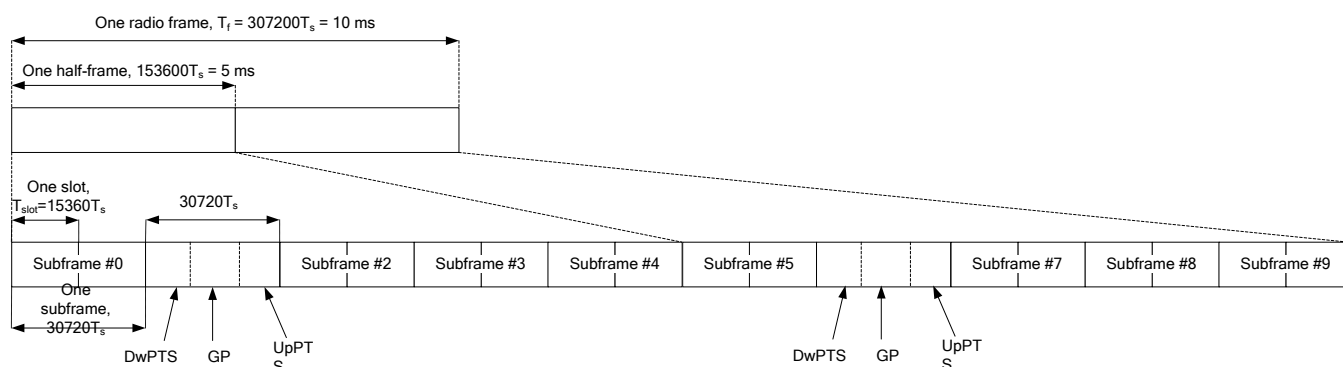 One radio frame, Tf = 307200Ts = 10 ms
One half-frame, 153600Ts = 5 ms
One slot,
Tslot=15360Ts
30720Ts
Subframe #0
Subframe #2
Subframe #3
Subframe #4
Subframe #5
Subframe #7
Subframe #8
Subframe #9
One
subframe,
30720Ts
DwPTS
GP
UpPT
S
DwPTS
GP
UpPT
S